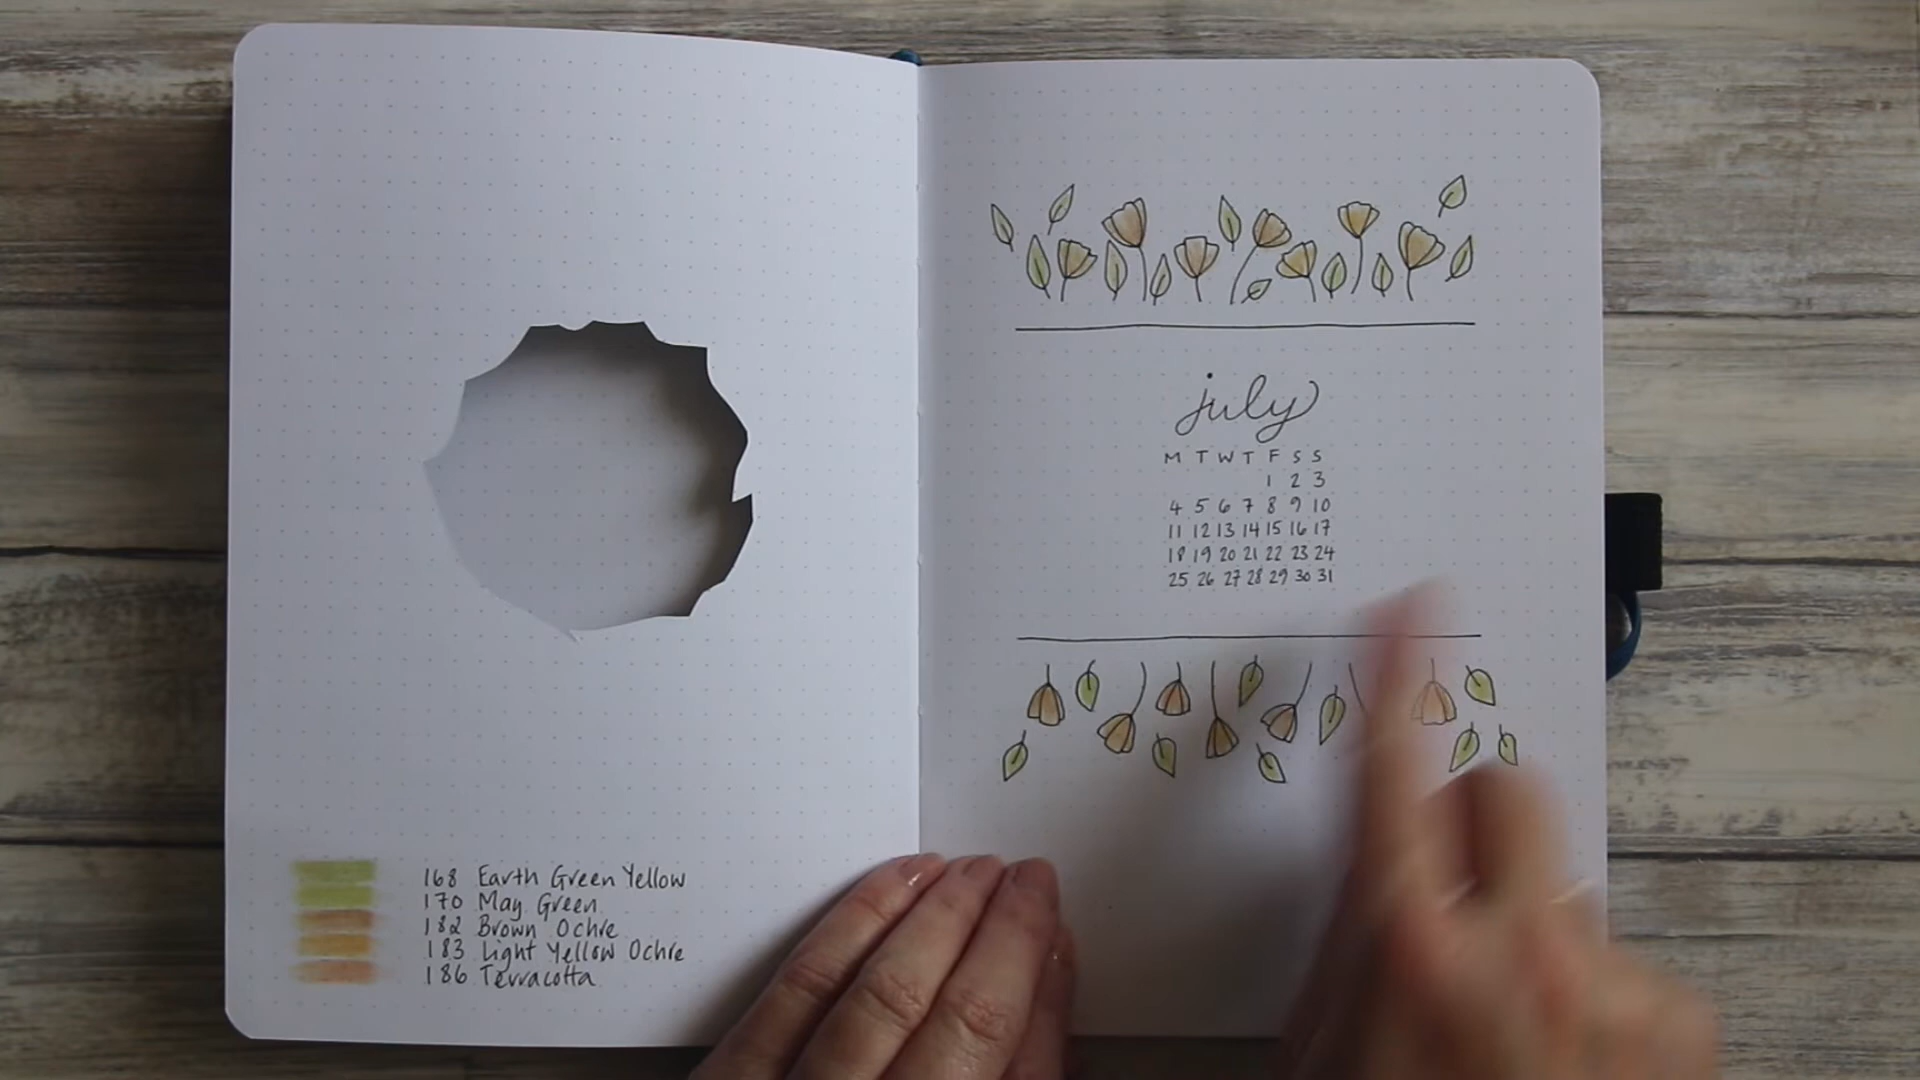 168 Earth Green Yellow
170 May Green
182 Brown Ochre
183 Light Yellow Ochre
186 Terracotta
july
M T W T F S S
1 2 3
4 5 6 7 8 9 10
11 12 13 14 15 16 17
18 19 20 21 22 23 24
25 26 27 28 29 30 31